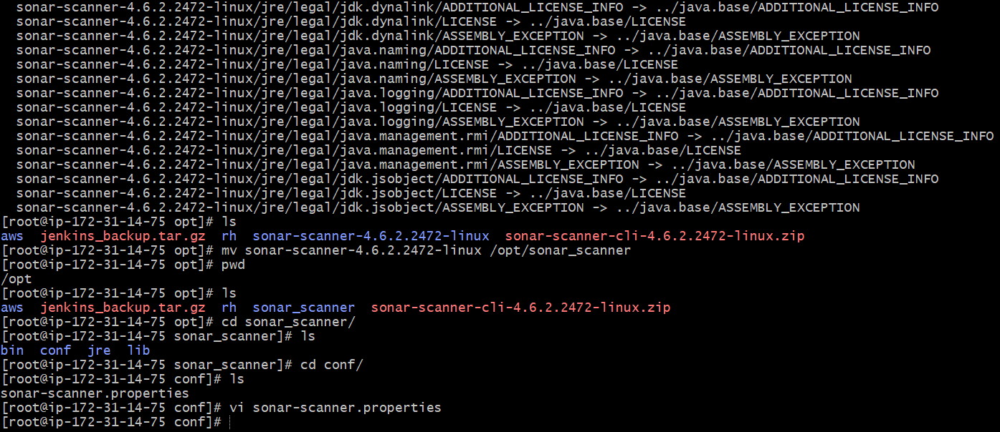 sonar-scanner-4.6.2.2472-linux/jre/legal/jdk.dynalink/ADDITIONAL_LICENSE_INFO -> ../java.base/ADDITIONAL_LICENSE_INFO
sonar-scanner-4.6.2.2472-linux/jre/legal/jdk.dynalink/LICENSE -> ../java.base/LICENSE
sonar-scanner-4.6.2.2472-linux/jre/legal/jdk.dynalink/ASSEMBLY_EXCEPTION -> ../java.base/ASSEMBLY_EXCEPTION
sonar-scanner-4.6.2.2472-linux/jre/legal/java.naming/ADDITIONAL_LICENSE_INFO -> ../java.base/ADDITIONAL_LICENSE_INFO
sonar-scanner-4.6.2.2472-linux/jre/legal/java.naming/LICENSE -> ../java.base/LICENSE
sonar-scanner-4.6.2.2472-linux/jre/legal/java.naming/ASSEMBLY_EXCEPTION -> ../java.base/ASSEMBLY_EXCEPTION
sonar-scanner-4.6.2.2472-linux/jre/legal/java.logging/ADDITIONAL_LICENSE_INFO -> ../java.base/ADDITIONAL_LICENSE_INFO
sonar-scanner-4.6.2.2472-linux/jre/legal/java.logging/LICENSE -> ../java.base/LICENSE
sonar-scanner-4.6.2.2472-linux/jre/legal/java.logging/ASSEMBLY_EXCEPTION -> ../java.base/ASSEMBLY_EXCEPTION
sonar-scanner-4.6.2.2472-linux/jre/legal/java.management.rmi/ADDITIONAL_LICENSE_INFO -> ../java.base/ADDITIONAL_LICENSE_INFO
sonar-scanner-4.6.2.2472-linux/jre/legal/java.management.rmi/LICENSE -> ../java.base/LICENSE
sonar-scanner-4.6.2.2472-linux/jre/legal/java.management.rmi/ASSEMBLY_EXCEPTION -> ../java.base/ASSEMBLY_EXCEPTION
sonar-scanner-4.6.2.2472-linux/jre/legal/jdk.jsobject/ADDITIONAL_LICENSE_INFO -> ../java.base/ADDITIONAL_LICENSE_INFO
sonar-scanner-4.6.2.2472-linux/jre/legal/jdk.jsobject/LICENSE -> ../java.base/LICENSE
sonar-scanner-4.6.2.2472-linux/jre/legal/jdk.jsobject/ASSEMBLY_EXCEPTION -> ../java.base/ASSEMBLY_EXCEPTION
[root@ip-172-31-14-75 opt]# ls
aws  jenkins_backup.tar.gz  rh  sonar-scanner-4.6.2.2472-linux  sonar-scanner-cli-4.6.2.2472-linux.zip
[root@ip-172-31-14-75 opt]# mv sonar-scanner-4.6.2.2472-linux /opt/sonar_scanner
[root@ip-172-31-14-75 opt]# pwd
/opt
[root@ip-172-31-14-75 opt]# ls
aws  jenkins_backup.tar.gz  rh  sonar_scanner  sonar-scanner-cli-4.6.2.2472-linux.zip
[root@ip-172-31-14-75 opt]# cd sonar_scanner/
[root@ip-172-31-14-75 sonar_scanner]# ls
bin  conf  jre  lib
[root@ip-172-31-14-75 sonar_scanner]# cd conf/
[root@ip-172-31-14-75 conf]# ls
sonar-scanner.properties
[root@ip-172-31-14-75 conf]# vi sonar-scanner.properties
[root@ip-172-31-14-75 conf]#